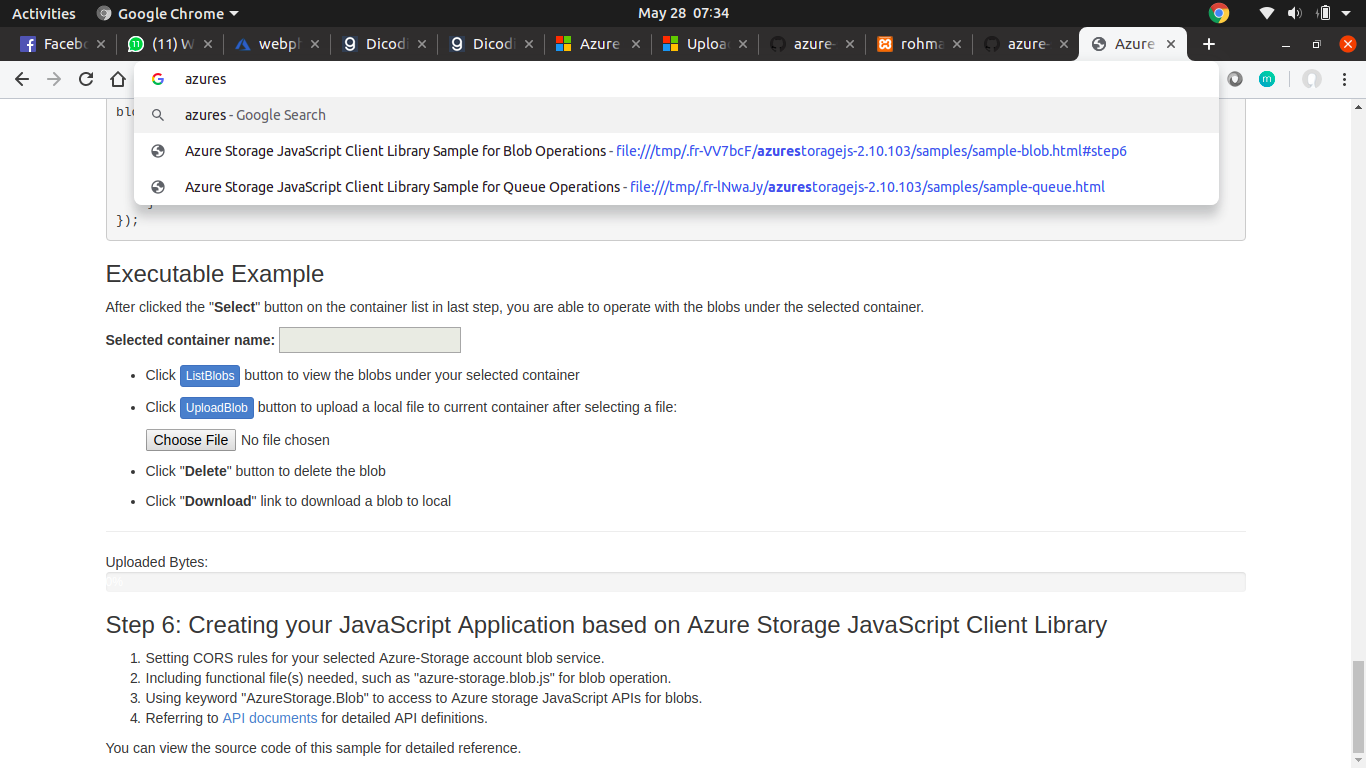 Activities Google Chrome May 28 07:34
Faceb (11) W webph Dicodi Dicodi Azure Uploa azure- rohma azure- Azure
azures
azures - Google Search
Azure Storage JavaScript Client Library Sample for Blob Operations - file:///tmp/.fr-VV7bcF/azurestoragejs-2.10.103/samples/sample-blob.html#step6
Azure Storage JavaScript Client Library Sample for Queue Operations - file:///tmp/.fr-lNwaJy/azurestoragejs-2.10.103/samples/sample-queue.html
});
Executable Example
After clicked the "Select" button on the container list in last step, you are able to operate with the blobs under the selected container.
Selected container name:
• Click ListBlobs button to view the blobs under your selected container
• Click UploadBlob button to upload a local file to current container after selecting a file:
Choose File No file chosen
• Click "Delete" button to delete the blob
• Click "Download" link to download a blob to local
Uploaded Bytes:
Step 6: Creating your JavaScript Application based on Azure Storage JavaScript Client Library
1. Setting CORS rules for your selected Azure-Storage account blob service.
2. Including functional file(s) needed, such as "azure-storage.blob.js" for blob operation.
3. Using keyword "AzureStorage.Blob" to access to Azure storage JavaScript APIs for blobs.
4. Referring to API documents for detailed API definitions.
You can view the source code of this sample for detailed reference.